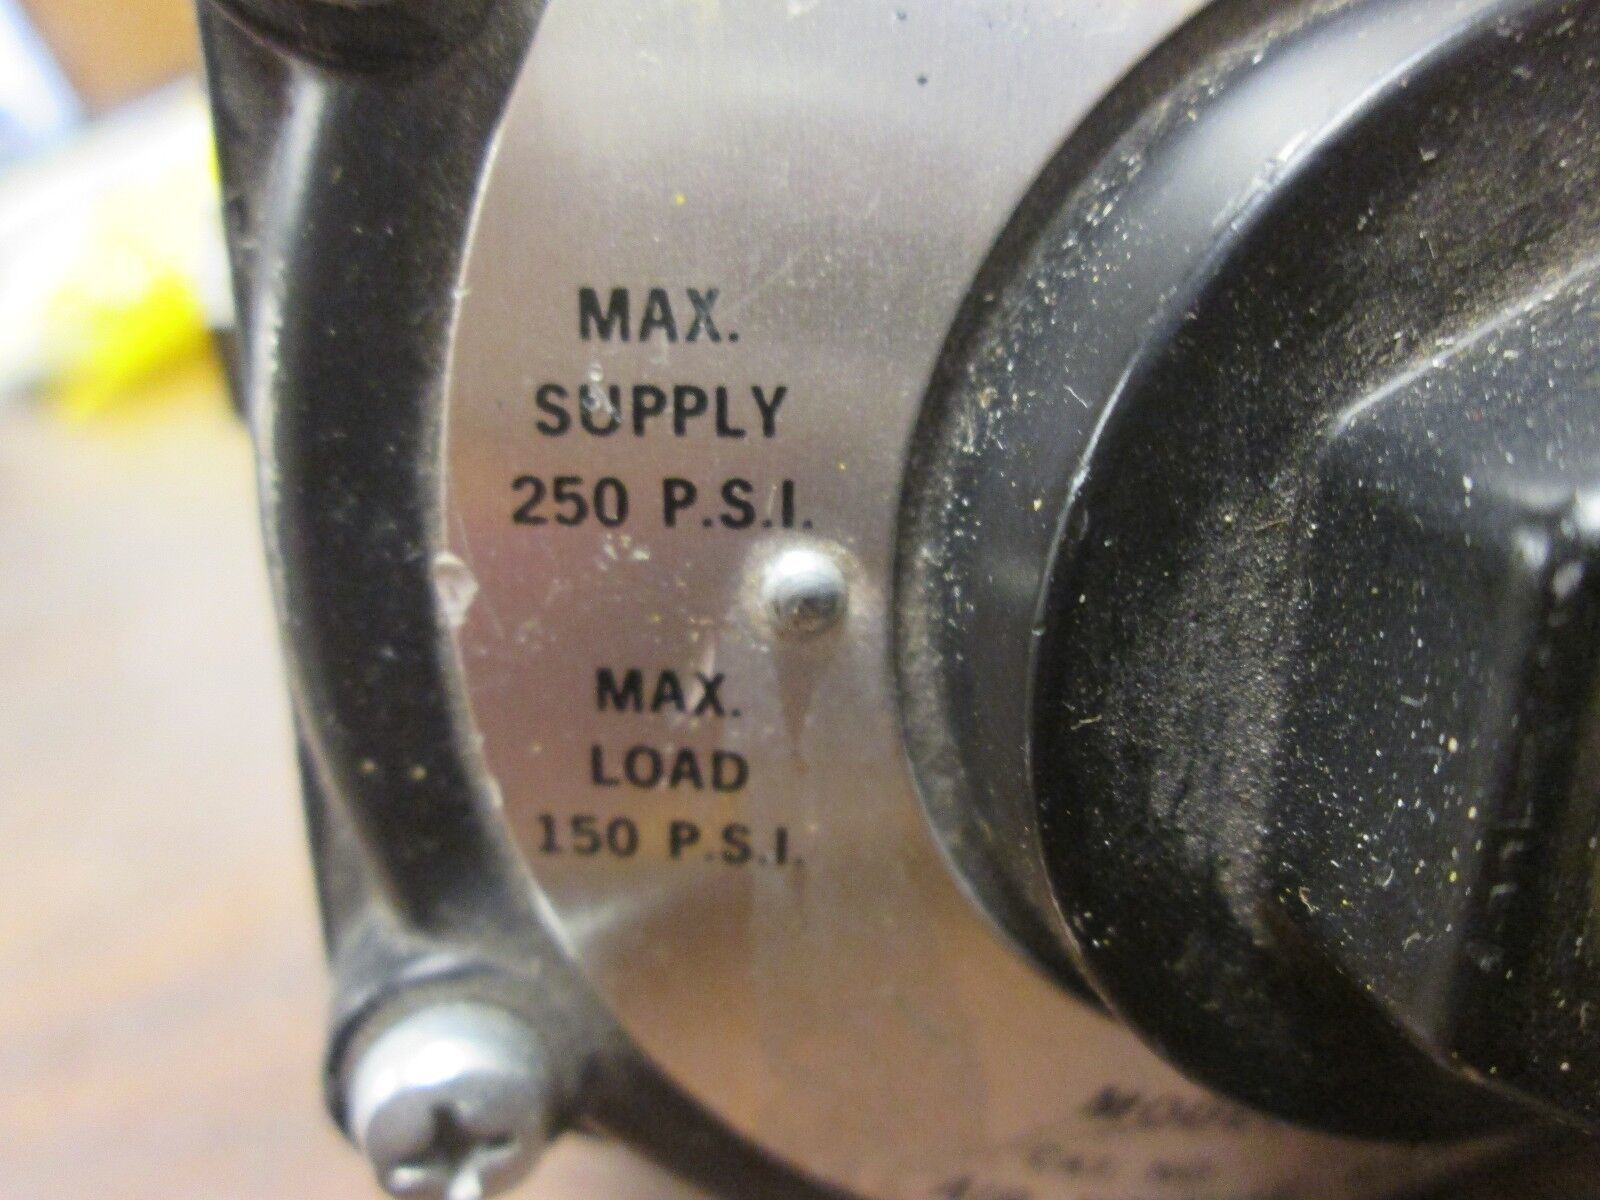 MAX.
SUPPLY
250 P.S.I.
MAX.
LOAD
150 P.S.I.